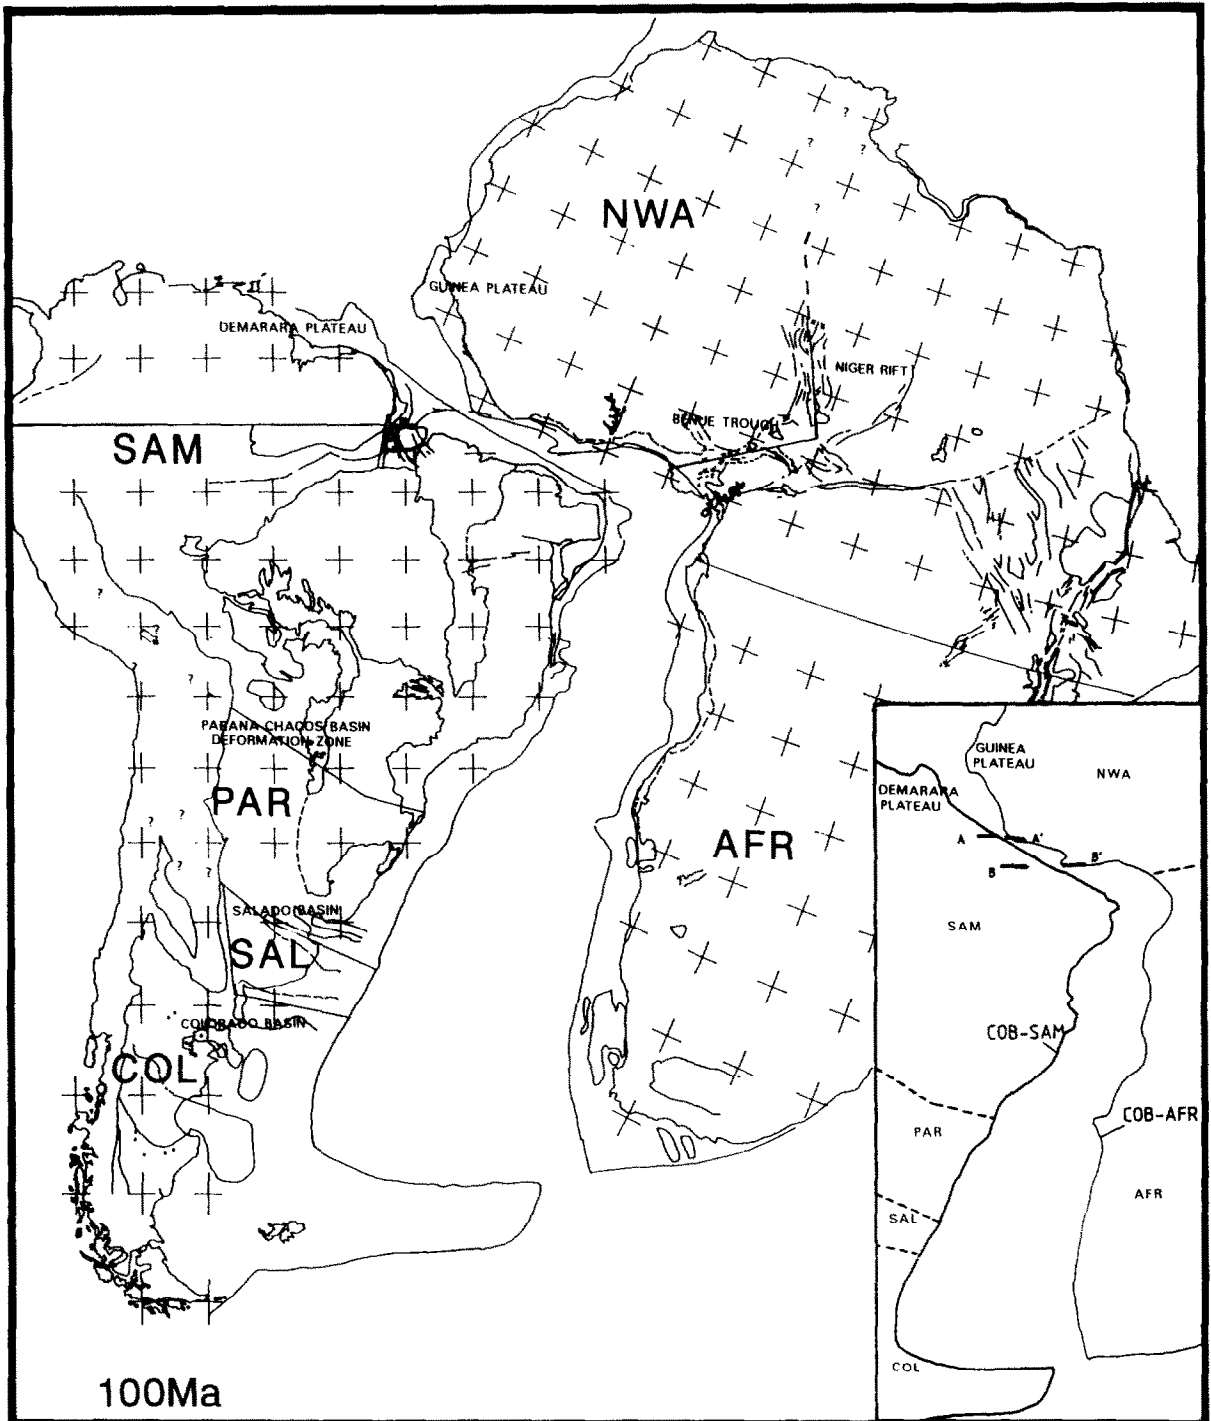 NWA
GUINEA PLATEAU
DEMARARA PLATEAU
NIGER RIFT
BENUE TROUGH
SAM
PARANA CHACOS BASIN
DEFORMATION ZONE
PAR
AFR
SALADO BASIN
SAL
COLORADO BASIN
COL
100Ma
GUINEA
PLATEAU
NWA
DEMARARA
PLATEAU
A
A'
B
B'
SAM
COB-SAM
COB-AFR
PAR
AFR
SAL
COL
?
?
?
?
?
?
?
?
?
?